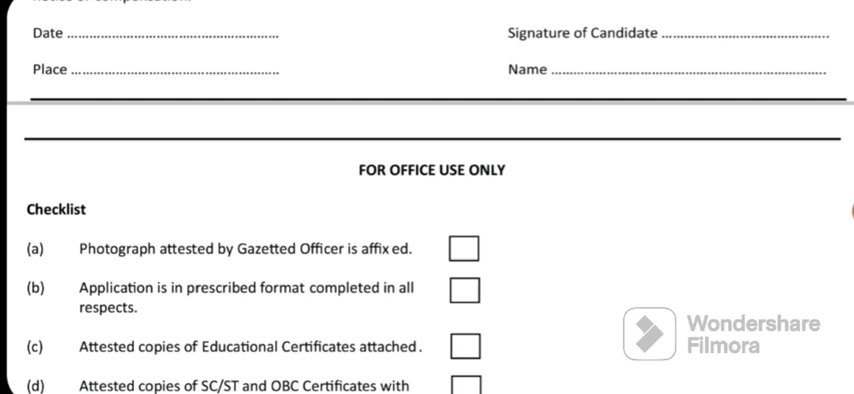 Date ........................................................
Signature of Candidate .............................................
Place ........................................................
Name ..........................................................................
FOR OFFICE USE ONLY
Checklist
(a) Photograph attested by Gazetted Officer is affixed.
(b) Application is in prescribed format completed in all
respects.
(c) Attested copies of Educational Certificates attached.
(d) Attested copies of SC/ST and OBC Certificates with
Wondershare
Filmora